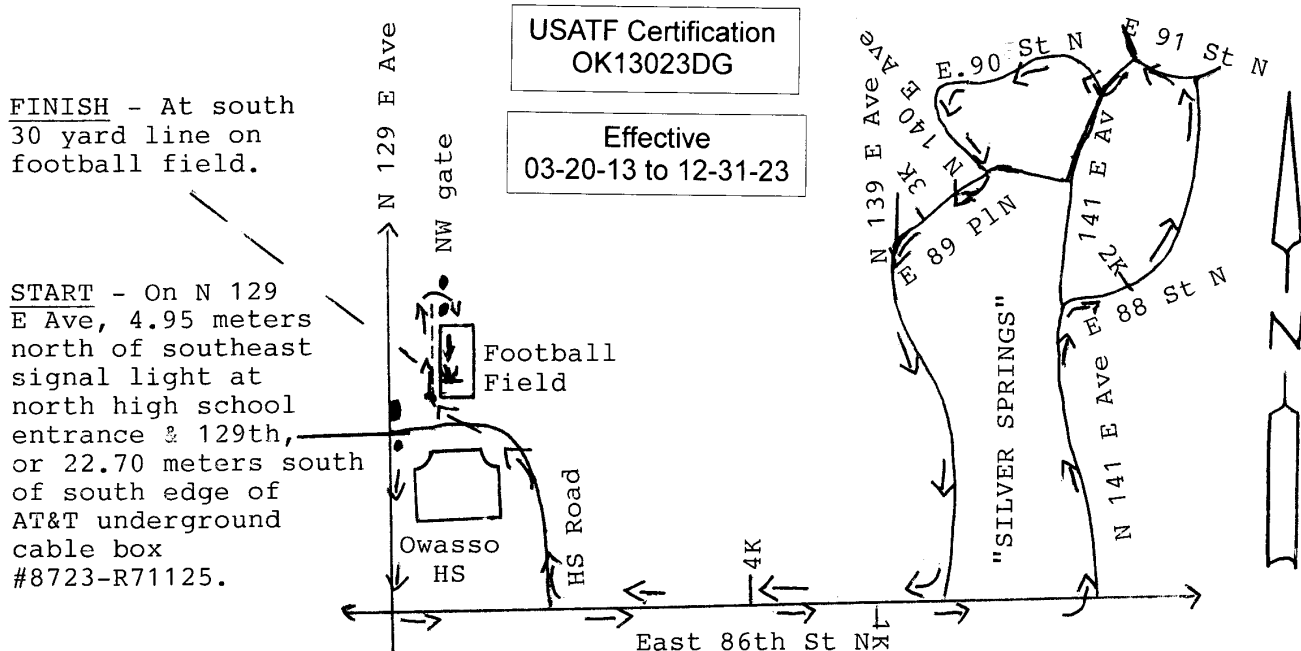 USATF Certification
OK13023DG
Effective
03-20-13 to 12-31-23
FINISH - At south
30 yard line on
football field.
START - On N 129
E Ave, 4.95 meters
north of southeast
signal light at
north high school
entrance & 129th,
or 22.70 meters south
of south edge of
AT&T underground
cable box
#8723-R71125.
N 129 E Ave
NW gate
Football
Field
Owasso
HS
HS Road
4K
1K
East 86th St N
N 139 E Ave
N 140 E Ave
3K
E 89 Pl N
E.90 St N
E 91 St N
141 E Av
2K
E 88 St N
N 141 E Ave
"SILVER SPRINGS"
N